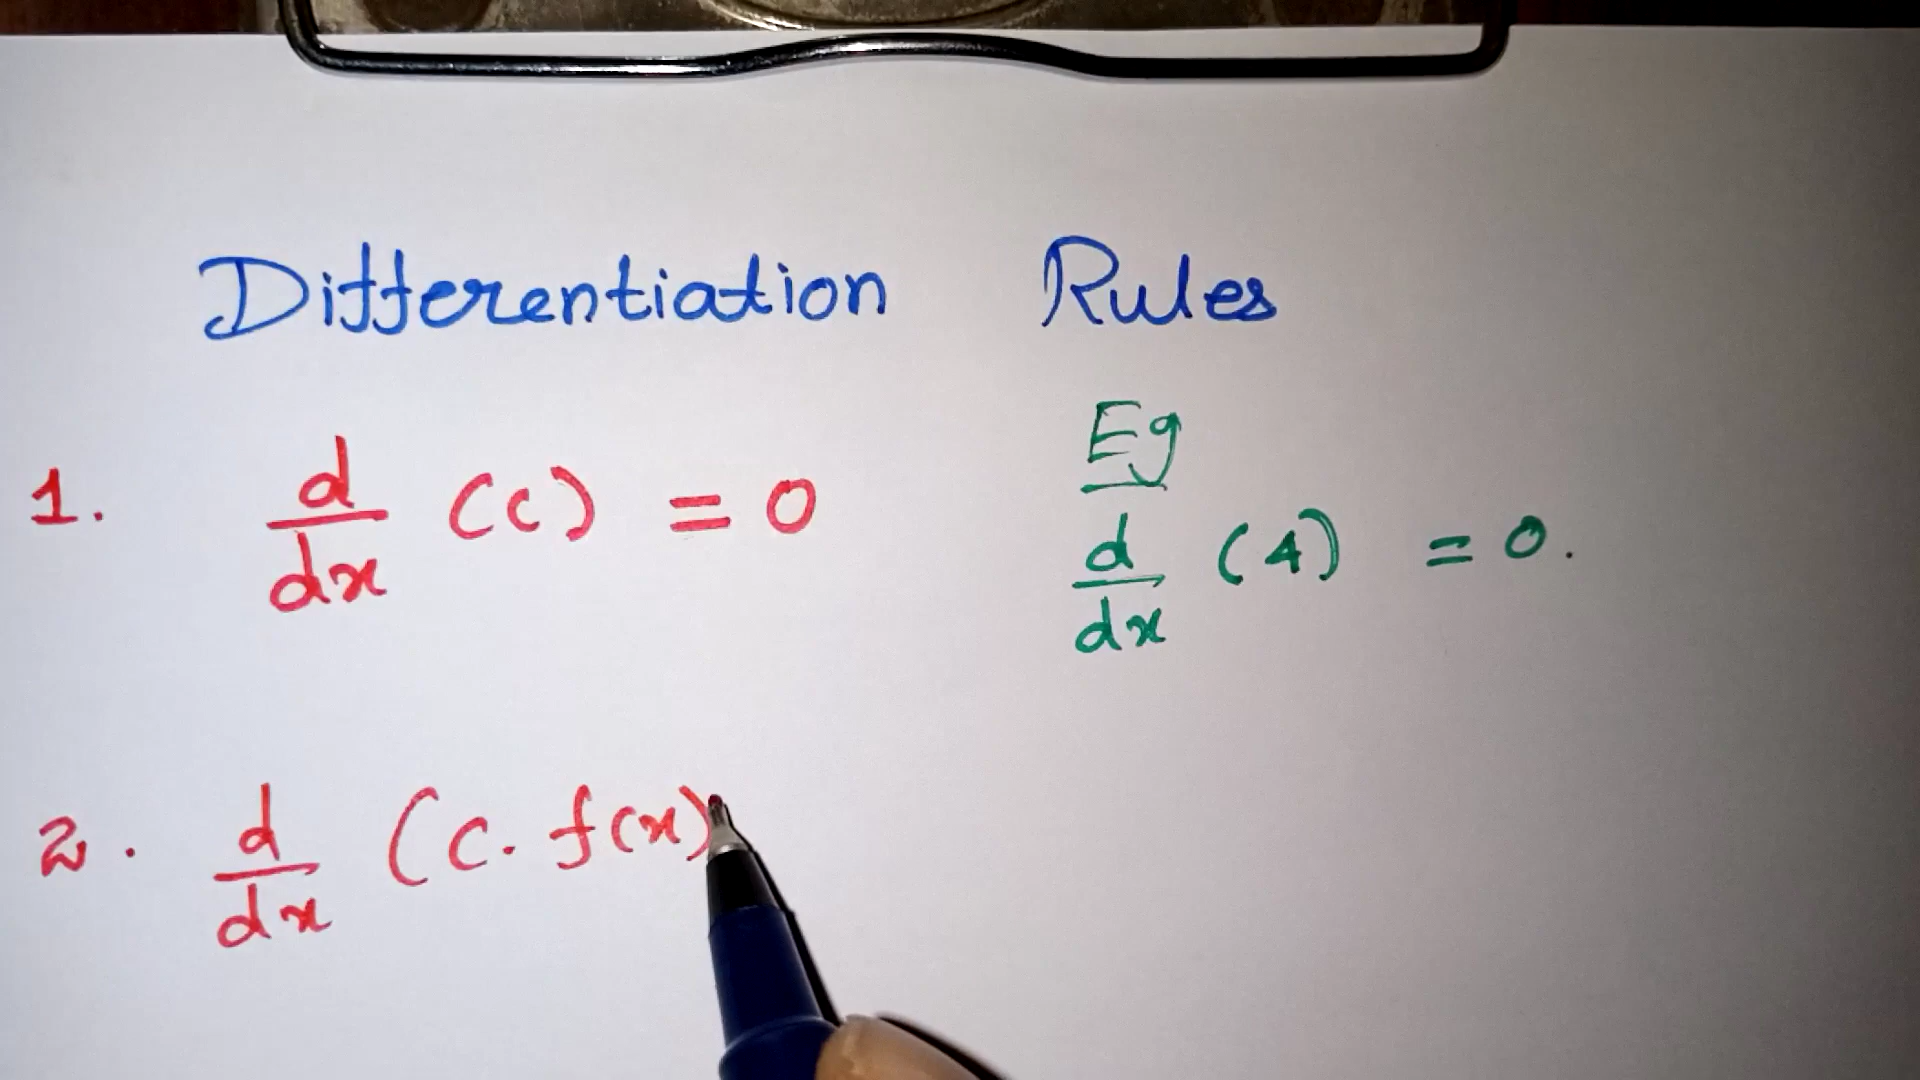 Differentiation Rules
1. d/dx (c) = 0
Eg
d/dx (4) = 0.
2. d/dx (c. f(x)